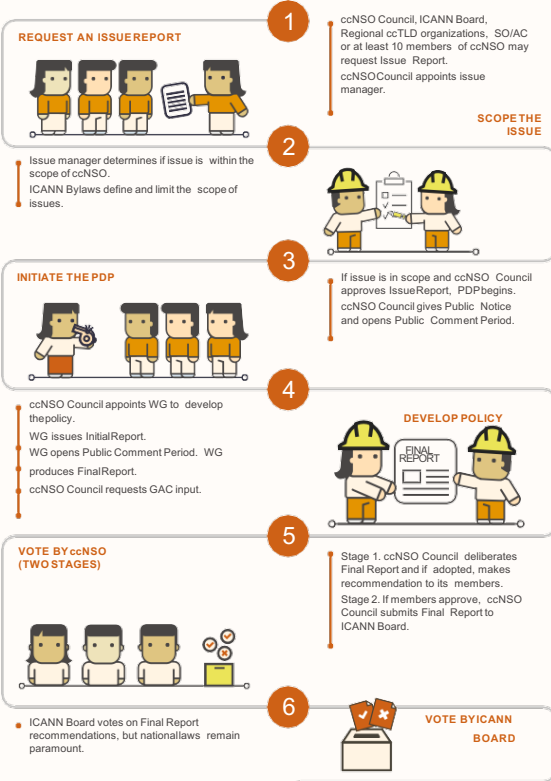 1
REQUEST AN ISSUE REPORT
ccNSO Council, ICANN Board,
Regional ccTLD organizations, SO/AC
or at least 10 members of ccNSO may
request Issue Report.
ccNSO Council appoints issue
manager.
2
SCOPE THE
ISSUE
Issue manager determines if issue is within the
scope of ccNSO.
ICANN Bylaws define and limit the scope of
issues.
3
INITIATE THE PDP
If issue is in scope and ccNSO Council
approves Issue Report, PDP begins.
ccNSO Council gives Public Notice
and opens Public Comment Period.
4
DEVELOP POLICY
ccNSO Council appoints WG to develop
the policy.
WG issues Initial Report.
WG opens Public Comment Period. WG
produces Final Report.
ccNSO Council requests GAC input.
FINAL
REPORT
5
VOTE BY ccNSO
(TWO STAGES)
Stage 1. ccNSO Council deliberates
Final Report and if adopted, makes
recommendation to its members.
Stage 2. If members approve, ccNSO
Council submits Final Report to
ICANN Board.
6
VOTE BY ICANN
BOARD
ICANN Board votes on Final Report
recommendations, but national laws remain
paramount.